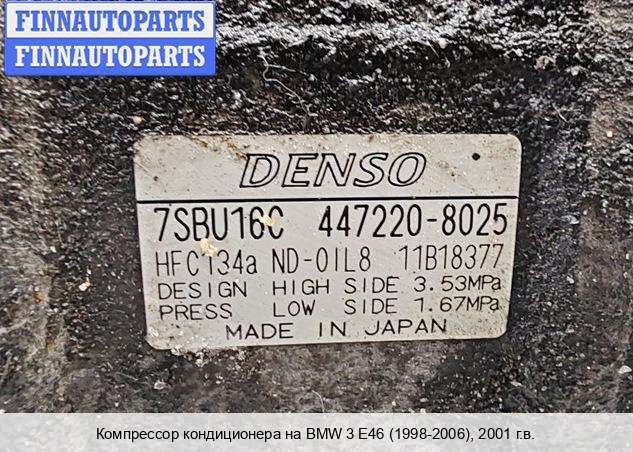 FINNAUTOPARTS
FINNAUTOPARTS
DENSO
7SBU16C 447220-8025
HFC134a ND-OIL8 11B18377
DESIGN HIGH SIDE 3.53MPa
PRESS LOW SIDE 1.67MPa
MADE IN JAPAN
Компрессор кондиционера на BMW 3 E46 (1998-2006), 2001 г.в.